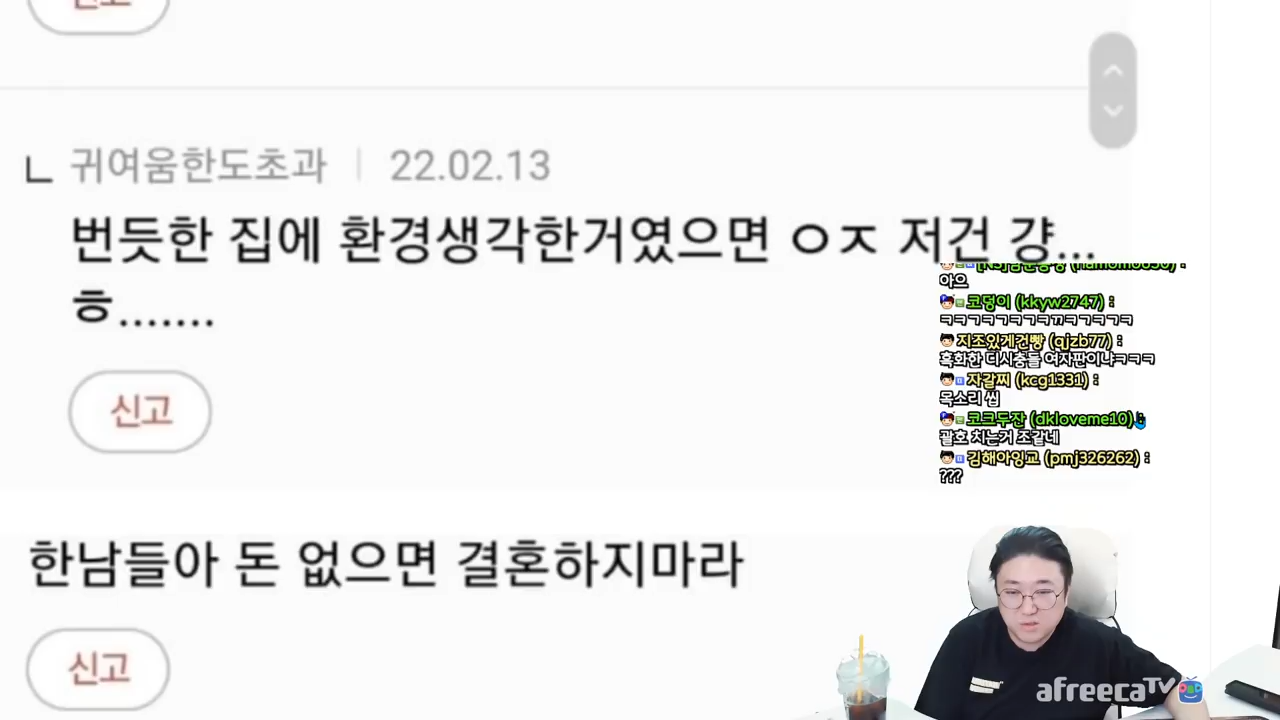 신고
ㄴ 귀여움한도초과 | 22.02.13
번듯한 집에 환경생각한거였으면 ㅇㅈ 저건 걍...
ㅎ.......
신고
아으
코덩이 (kkyw2747) :
지조있게건빵 (qjzb77) :
흑화한 디시충들 여자판이냐ㅋㅋㅋ
자갈찌 (kcg1331) :
목소리 씹
코크두잔 (dkloveme10) :
괄호 치는거 조같네
김해아잉교 (pmj326262) :
???
한남들아 돈 없으면 결혼하지마라
신고
afreecaTV